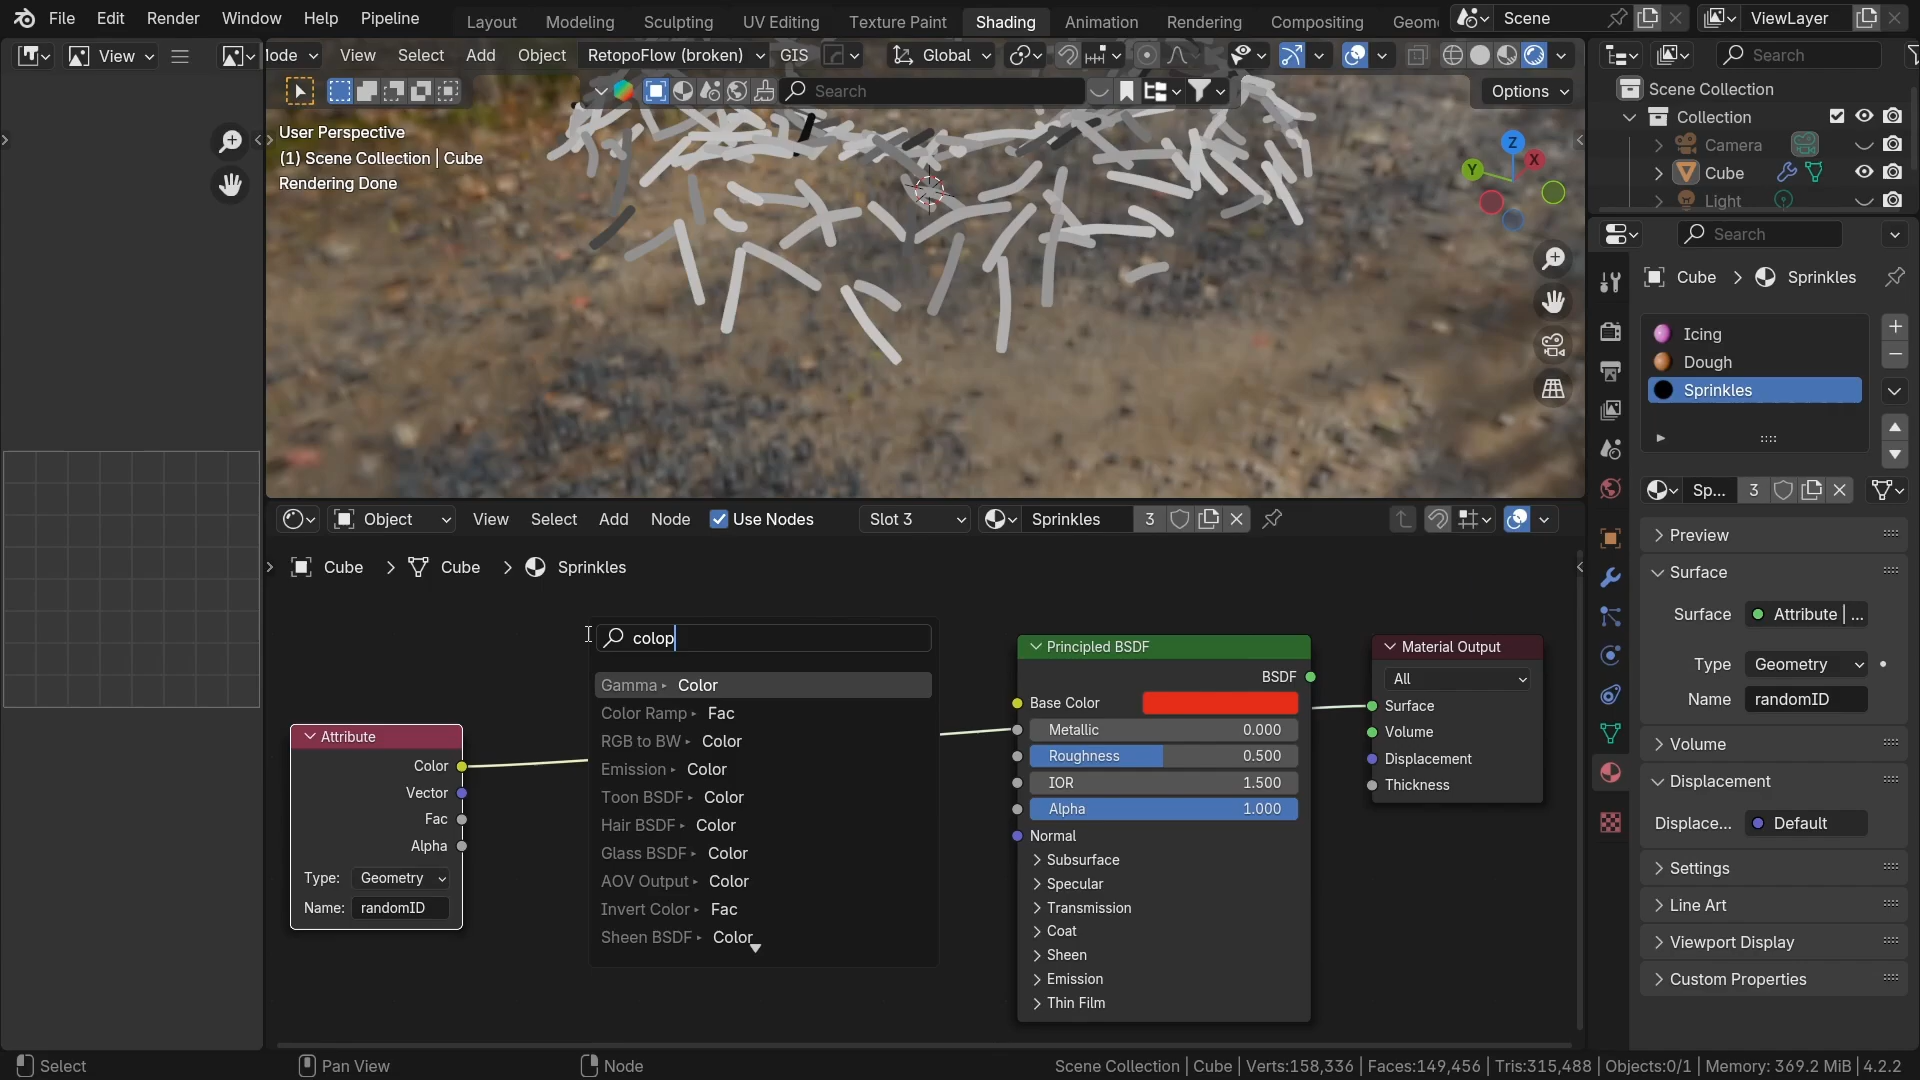 File Edit Render Window Help Pipeline Layout Modeling Sculpting UV Editing Texture Paint Shading Animation Rendering Compositing Geom Scene ViewLayer
View ode View Select Add Object RetopoFlow (broken) GIS Global Search
Search Options
User Perspective
(1) Scene Collection | Cube
Rendering Done
Z
X
Y
Scene Collection
Collection
Camera
Cube
Light
Search
Cube Sprinkles
Icing
Dough
Sprinkles
Sp... 3
Object View Select Add Node Use Nodes Slot 3 Sprinkles 3
Cube Cube Sprinkles
colop
Gamma Color
Color Ramp Fac
RGB to BW Color
Emission Color
Toon BSDF Color
Hair BSDF Color
Glass BSDF Color
AOV Output Color
Invert Color Fac
Sheen BSDF Color
Attribute
Color
Vector
Fac
Alpha
Type: Geometry
Name: randomID
Principled BSDF
BSDF
Base Color
Metallic 0.000
Roughness 0.500
IOR 1.500
Alpha 1.000
Normal
Subsurface
Specular
Transmission
Coat
Sheen
Emission
Thin Film
Material Output
All
Surface
Volume
Displacement
Thickness
Preview
Surface
Surface Attribute | ...
Type Geometry
Name randomID
Volume
Displacement
Displace... Default
Settings
Line Art
Viewport Display
Custom Properties
Select Pan View Node Scene Collection | Cube | Verts:158,336 | Faces:149,456 | Tris:315,488 | Objects:0/1 | Memory: 369.2 MiB | 4.2.2